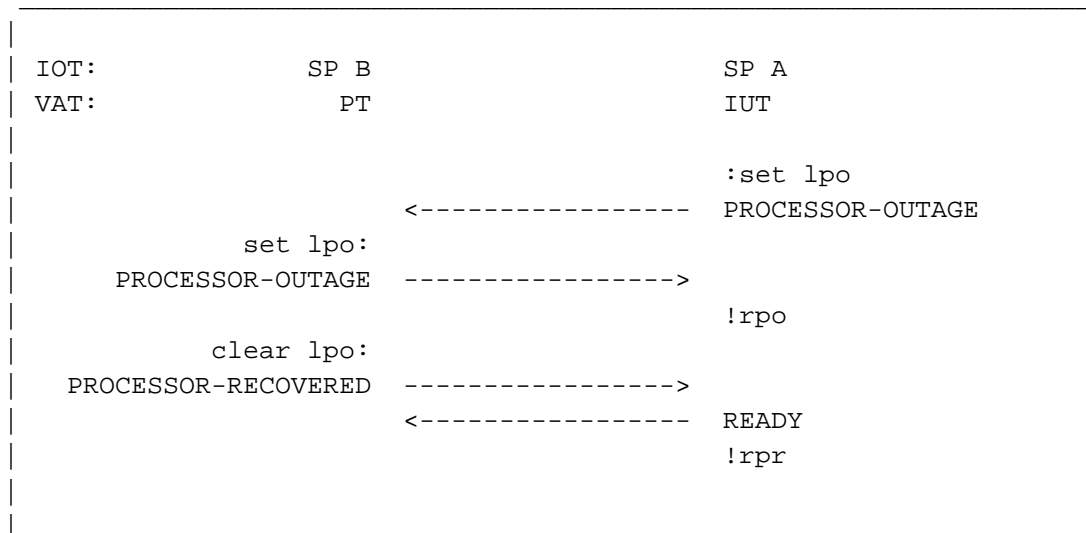 IOT: SP B SP A
VAT: PT IUT
:set lpo
<----------------- PROCESSOR-OUTAGE
set lpo:
PROCESSOR-OUTAGE ----------------->
!rpo
clear lpo:
PROCESSOR-RECOVERED ----------------->
<----------------- READY
!rpr